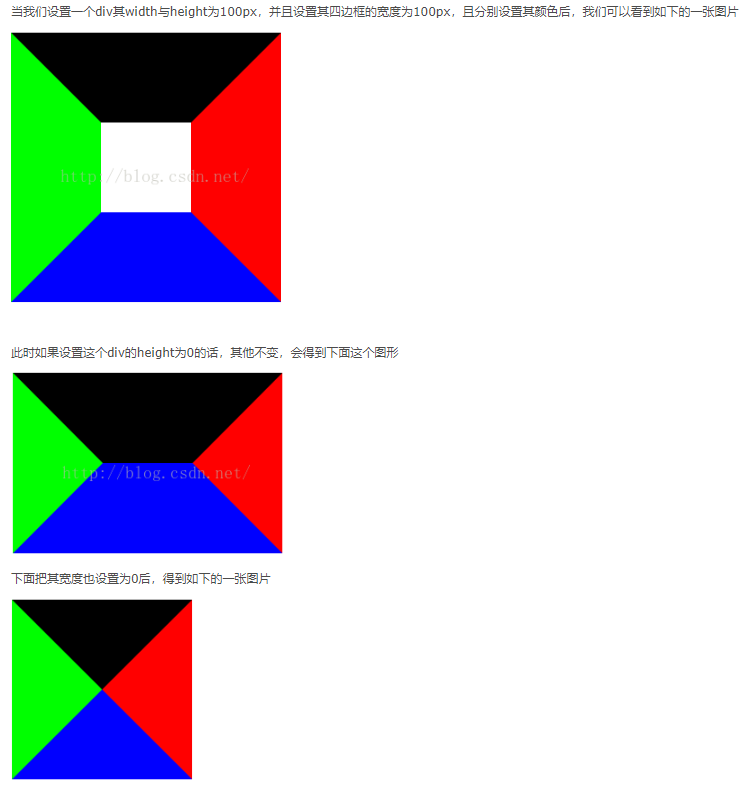 当我们设置一个div其width与height为100px，并且设置其四边框的宽度为100px，且分别设置其颜色后，我们可以看到如下的一张图片
http://blog.csdn.net/
此时如果设置这个div的height为0的话，其他不变，会得到下面这个图形
http://blog.csdn.net/
下面把其宽度也设置为0后，得到如下的一张图片